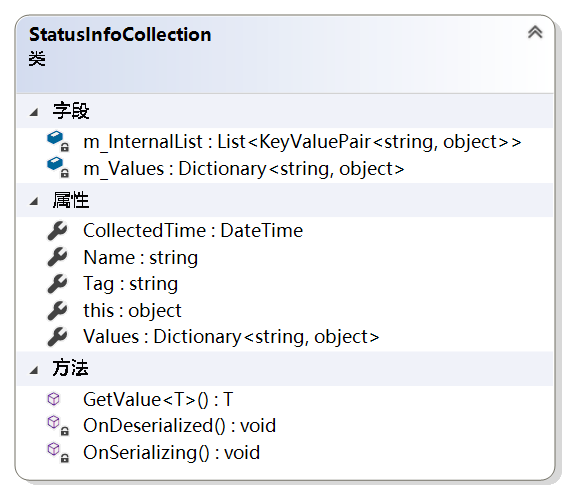 StatusInfoCollection
类
字段
m_InternalList : List<KeyValuePair<string, object>>
m_Values : Dictionary<string, object>
属性
CollectedTime : DateTime
Name : string
Tag : string
this : object
Values : Dictionary<string, object>
方法
GetValue<T>() : T
OnDeserialized() : void
OnSerializing() : void